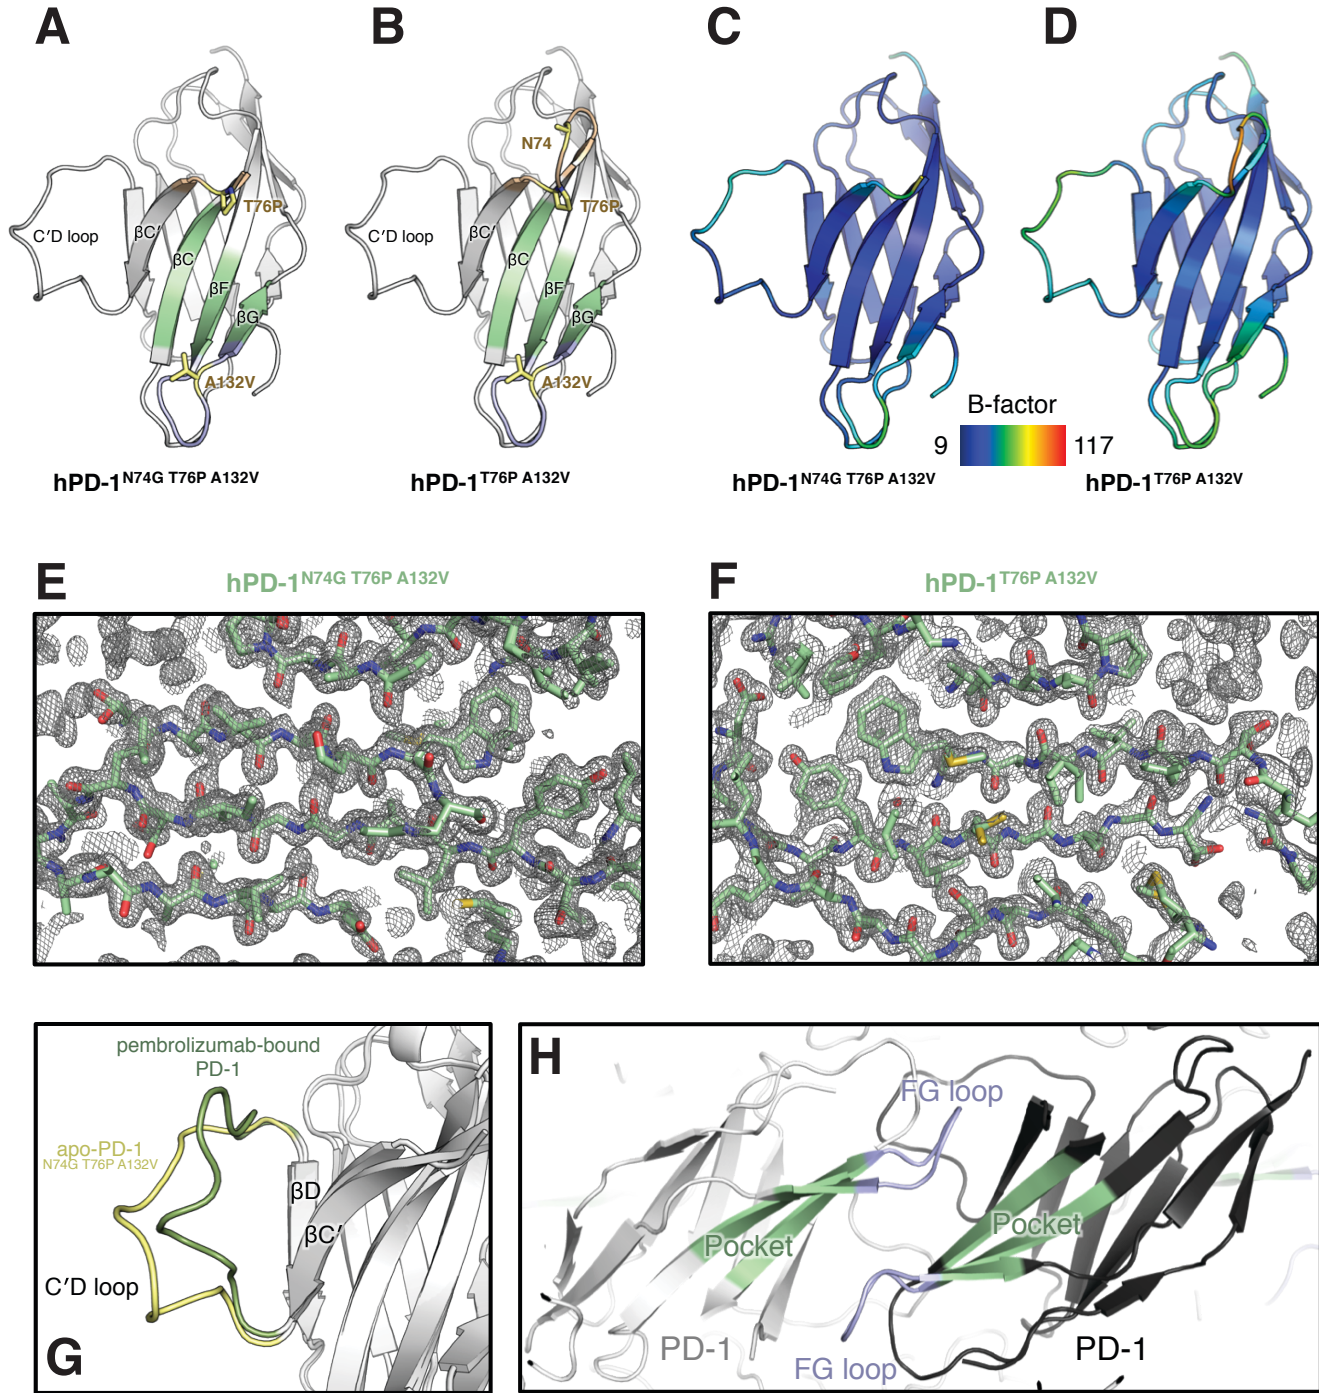 A
B
C
D
N74
T76P
T76P
C′D loop
βC′
βC
βF
βG
A132V
C′D loop
βC′
βC
βF
βG
A132V
B-factor
9
117
hPD-1N74G T76P A132V
hPD-1T76P A132V
hPD-1N74G T76P A132V
hPD-1T76P A132V
E
hPD-1N74G T76P A132V
F
hPD-1T76P A132V
pembrolizumab-bound
PD-1
apo-PD-1
N74G T76P A132V
βD
βC′
C′D loop
G
H
FG loop
Pocket
Pocket
PD-1
FG loop
PD-1